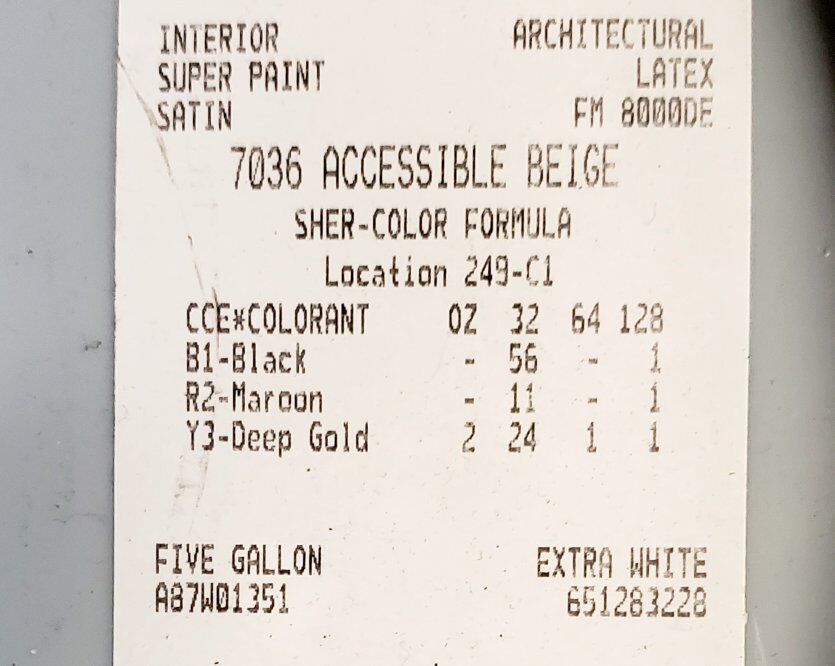 INTERIOR ARCHITECTURAL
SUPER PAINT LATEX
SATIN FM 8000DE
7036 ACCESSIBLE BEIGE
SHER-COLOR FORMULA
Location 249-C1
CCE*COLORANT OZ 32 64 128
B1-Black - 56 - 1
R2-Maroon - 11 - 1
Y3-Deep Gold 2 24 1 1
FIVE GALLON EXTRA WHITE
A87W01351 651283228